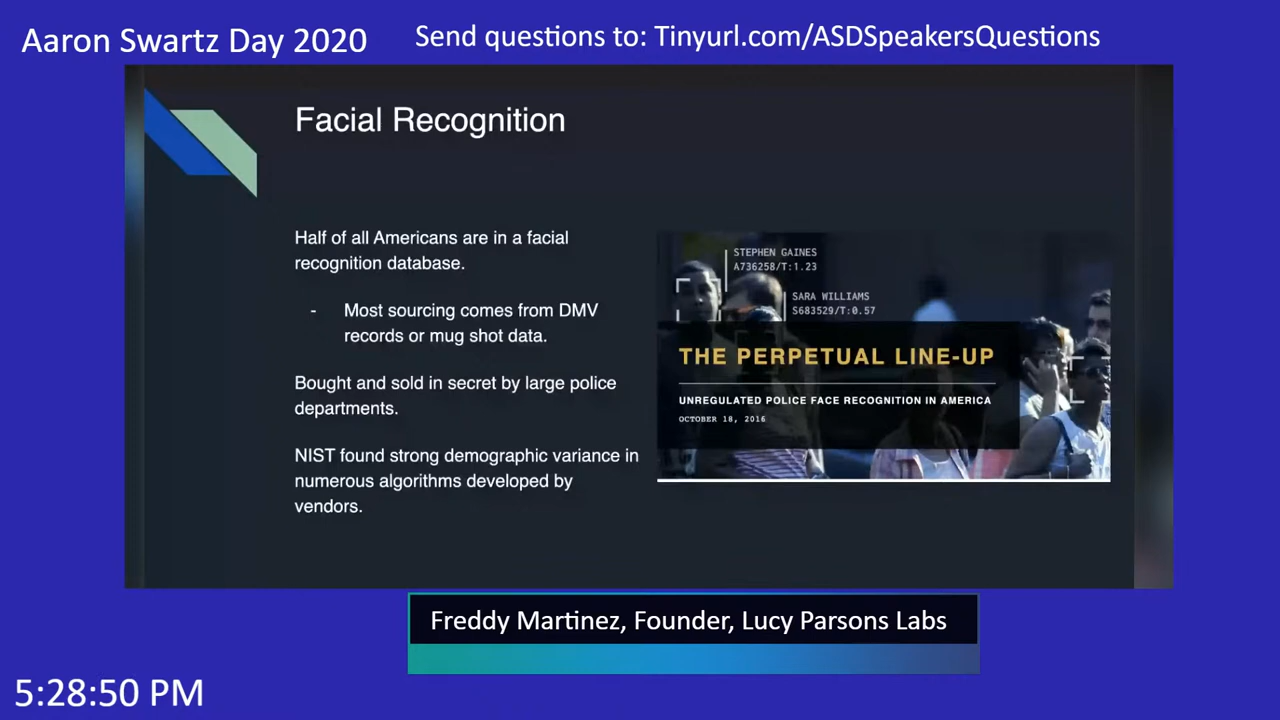 Aaron Swartz Day 2020
Send questions to: Tinyurl.com/ASDSpeakersQuestions
Facial Recognition
Half of all Americans are in a facial
recognition database.
- Most sourcing comes from DMV
records or mug shot data.
Bought and sold in secret by large police
departments.
NIST found strong demographic variance in
numerous algorithms developed by
vendors.
STEPHEN GAINES
A736258/T:1.23
SARA WILLIAMS
S683529/T:0.57
THE PERPETUAL LINE-UP
UNREGULATED POLICE FACE RECOGNITION IN AMERICA
OCTOBER 18, 2016
Freddy Martinez, Founder, Lucy Parsons Labs
5:28:50 PM